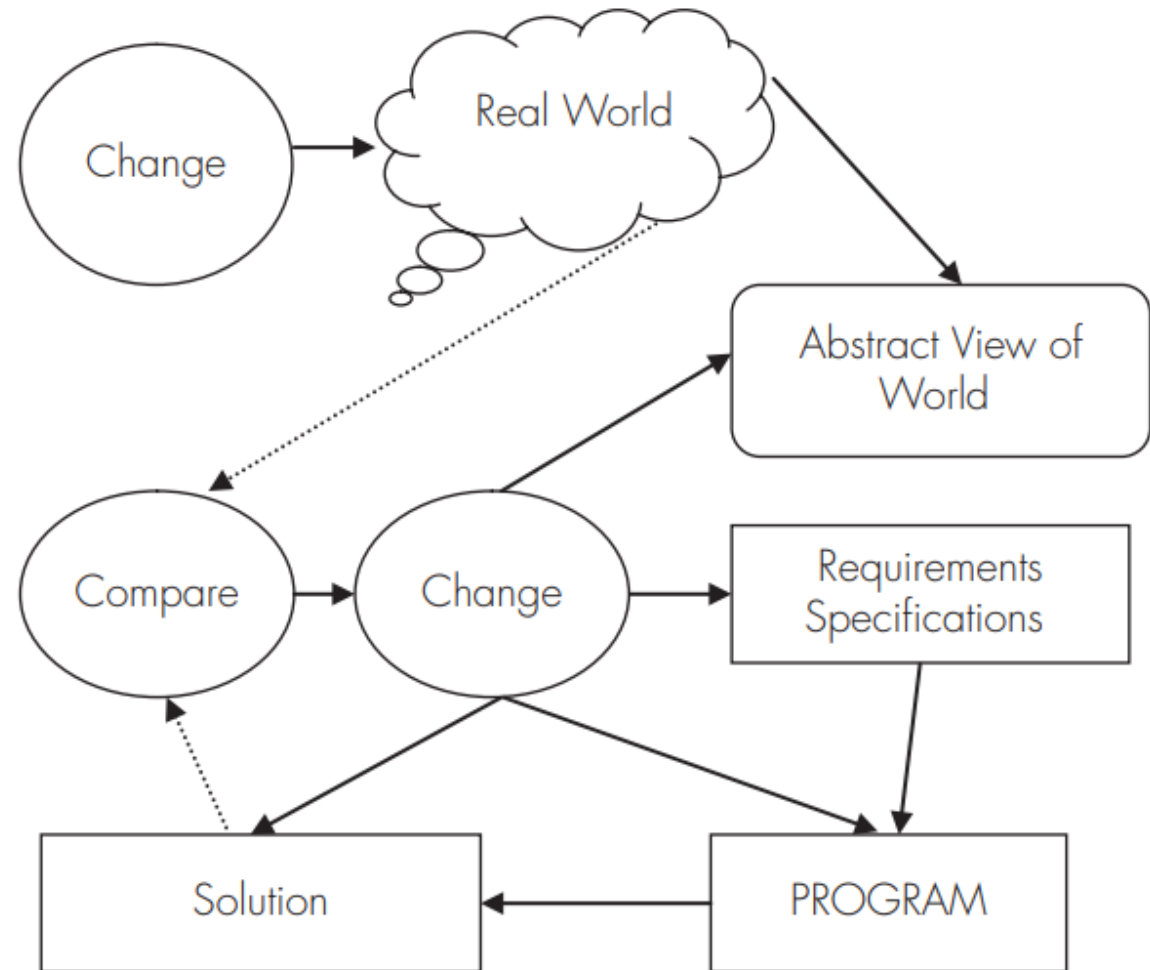 Change
Real World
Abstract View of
World
Compare
Change
Requirements
Specifications
Solution
PROGRAM